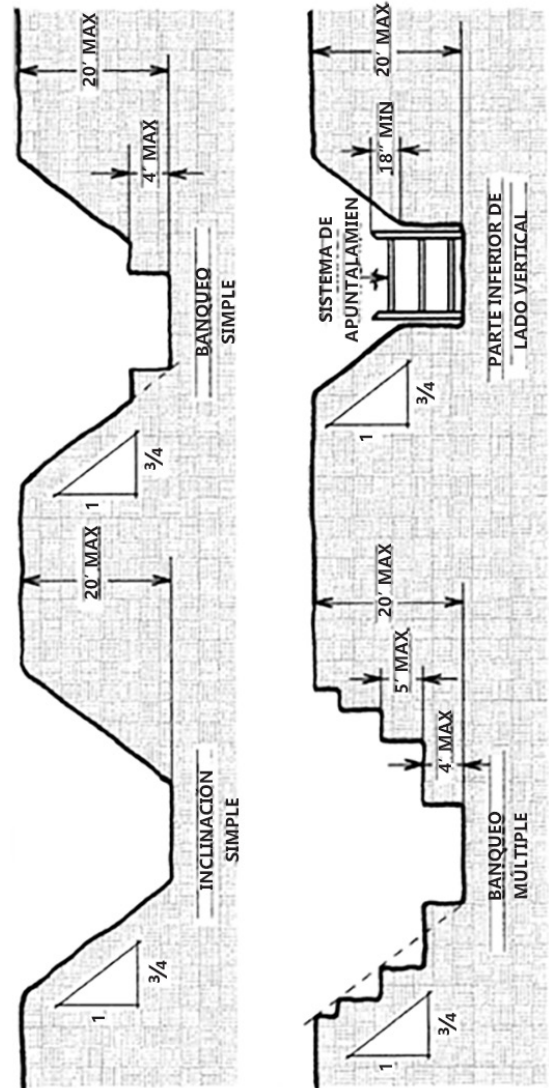 20′ MAX
1
3/4
INCLINACIÓN
SIMPLE
20′ MAX
4′ MAX
1
3/4
BANQUEO
SIMPLE
20′ MAX
5′ MAX
4′ MAX
1
3/4
BANQUEO
MÚLTIPLE
SISTEMA DE
APUNTALAMIEN
18″ MIN
20′ MAX
1
3/4
PARTE INFERIOR DE
LADO VERTICAL